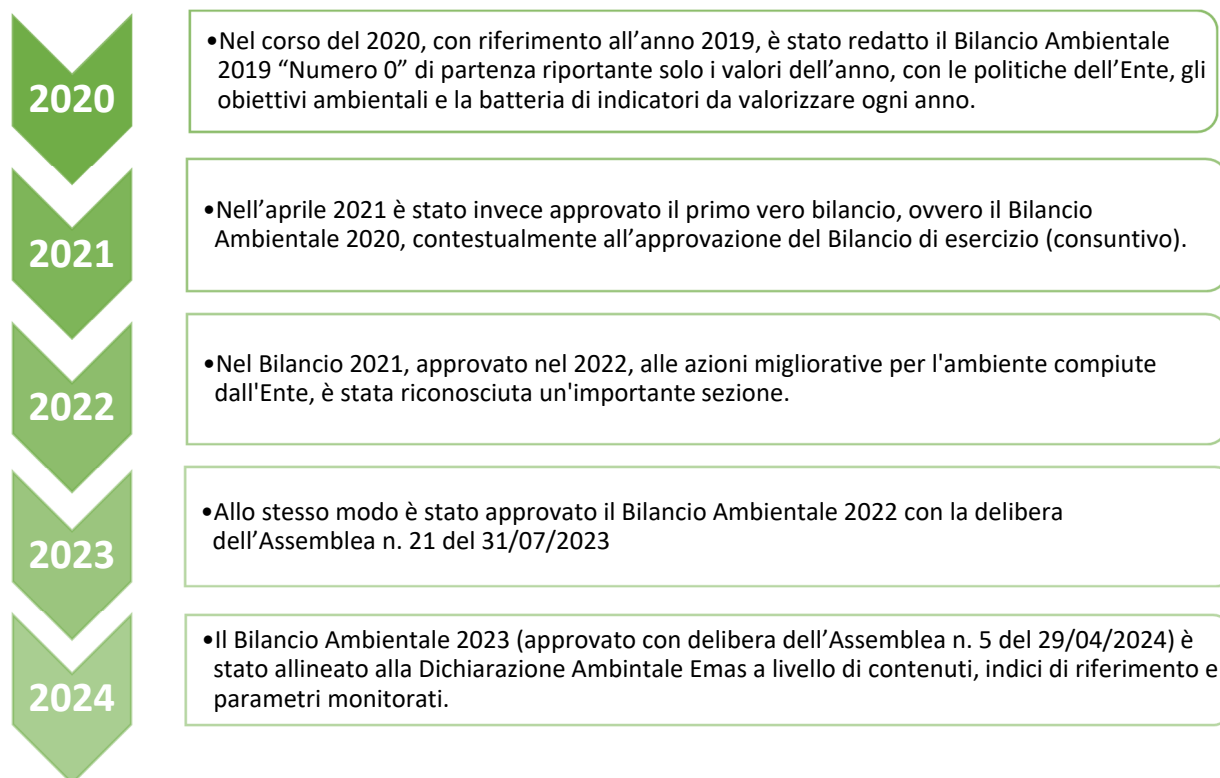 2020
•Nel corso del 2020, con riferimento all’anno 2019, è stato redatto il Bilancio Ambientale
2019 “Numero 0” di partenza riportante solo i valori dell’anno, con le politiche dell’Ente, gli
obiettivi ambientali e la batteria di indicatori da valorizzare ogni anno.
2021
•Nell’aprile 2021 è stato invece approvato il primo vero bilancio, ovvero il Bilancio
Ambientale 2020, contestualmente all’approvazione del Bilancio di esercizio (consuntivo).
2022
•Nel Bilancio 2021, approvato nel 2022, alle azioni migliorative per l'ambiente compiute
dall'Ente, è stata riconosciuta un'importante sezione.
2023
•Allo stesso modo è stato approvato il Bilancio Ambientale 2022 con la delibera
dell’Assemblea n. 21 del 31/07/2023
2024
•Il Bilancio Ambientale 2023 (approvato con delibera dell’Assemblea n. 5 del 29/04/2024) è
stato allineato alla Dichiarazione Ambintale Emas a livello di contenuti, indici di riferimento e
parametri monitorati.